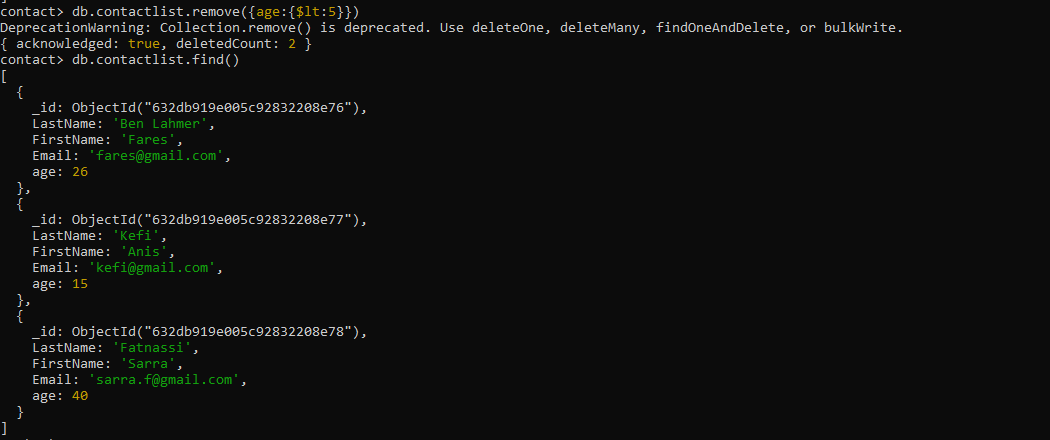 contact> db.contactlist.remove({age:{$lt:5}})
DeprecationWarning: Collection.remove() is deprecated. Use deleteOne, deleteMany, findOneAndDelete, or bulkWrite.
{ acknowledged: true, deletedCount: 2 }
contact> db.contactlist.find()
[
  {
    _id: ObjectId("632db919e005c92832208e76"),
    LastName: 'Ben Lahmer',
    FirstName: 'Fares',
    Email: 'fares@gmail.com',
    age: 26
  },
  {
    _id: ObjectId("632db919e005c92832208e77"),
    LastName: 'Kefi',
    FirstName: 'Anis',
    Email: 'kefi@gmail.com',
    age: 15
  },
  {
    _id: ObjectId("632db919e005c92832208e78"),
    LastName: 'Fatnassi',
    FirstName: 'Sarra',
    Email: 'sarra.f@gmail.com',
    age: 40
  }
]